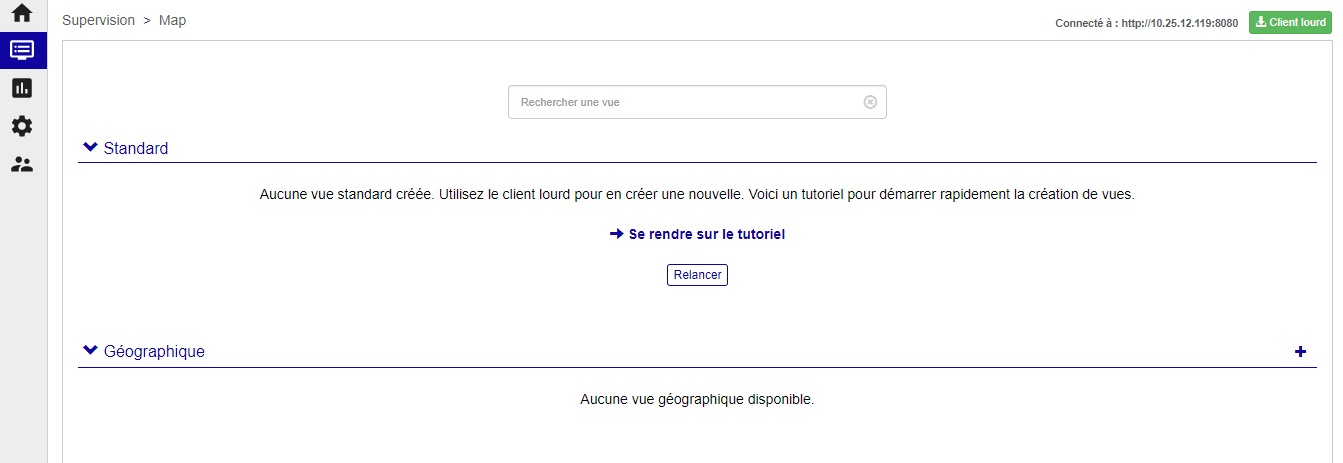 Supervision > Map
Connecté à : http://10.25.12.119:8080
Client lourd
Rechercher une vue
Standard
Aucune vue standard créée. Utilisez le client lourd pour en créer une nouvelle. Voici un tutoriel pour démarrer rapidement la création de vues.
Se rendre sur le tutoriel
Relancer
Géographique
Aucune vue géographique disponible.